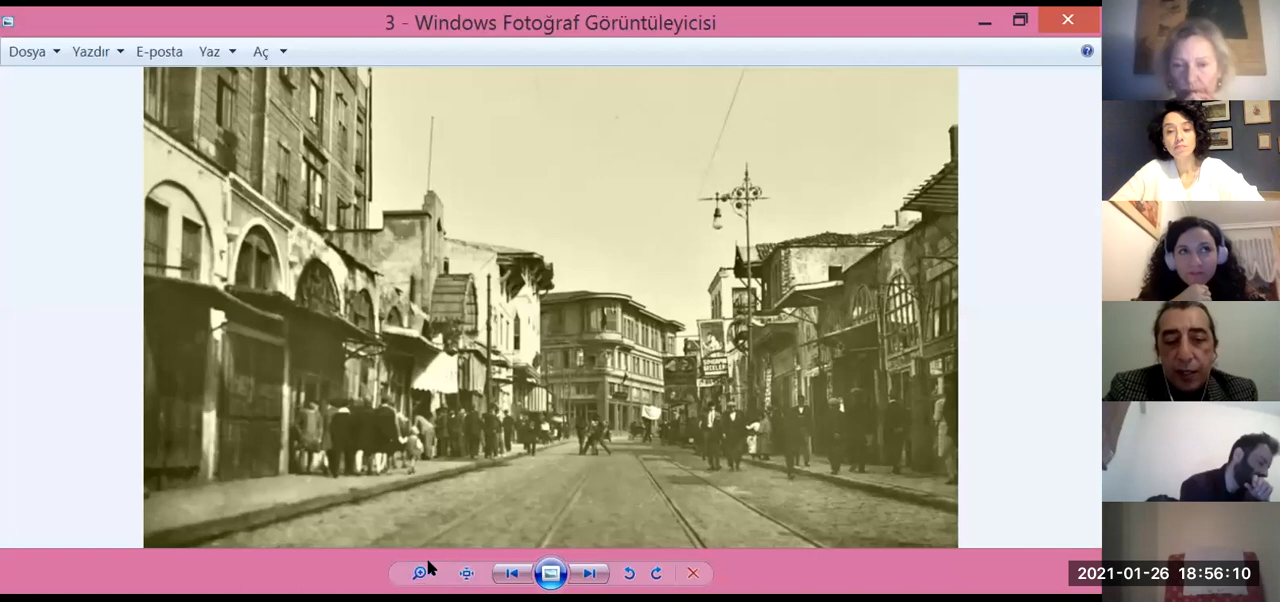 3 - Windows Fotoğraf Görüntüleyicisi
Dosya Yazdır E-posta Yaz Aç
2021-01-26 18:56:10